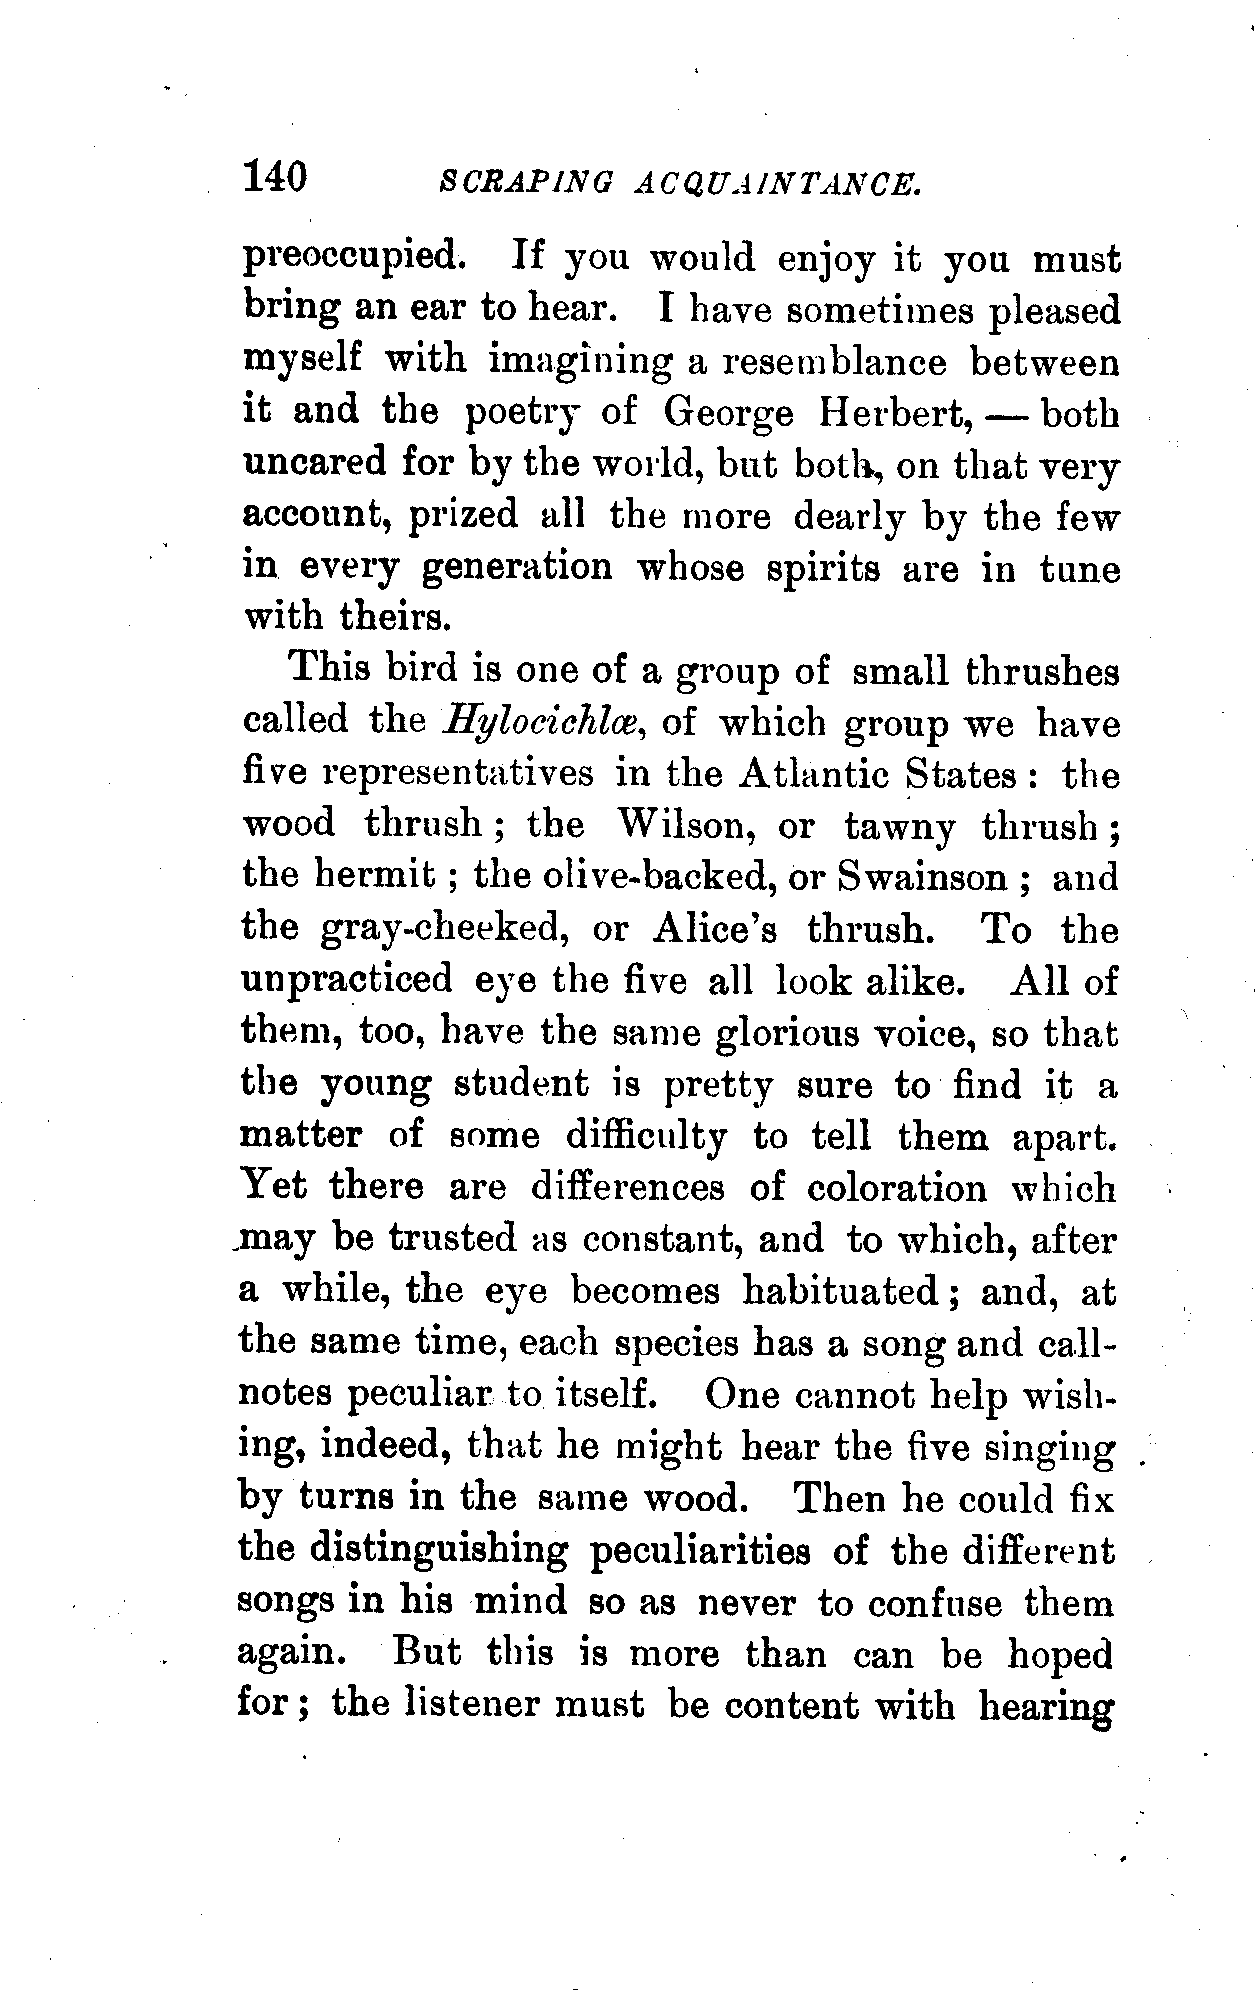 140 SCRAPING ACQUAINTANCE.
preoccupied. If you would enjoy it you must
bring an ear to hear. I have sometimes pleased
myself with imagining a resemblance between
it and the poetry of George Herbert, — both
uncared for by the world, but both, on that very
account, prized all the more dearly by the few
in every generation whose spirits are in tune
with theirs.
This bird is one of a group of small thrushes
called the Hylocichlæ, of which group we have
five representatives in the Atlantic States : the
wood thrush ; the Wilson, or tawny thrush ;
the hermit ; the olive-backed, or Swainson ; and
the gray-cheeked, or Alice's thrush. To the
unpracticed eye the five all look alike. All of
them, too, have the same glorious voice, so that
the young student is pretty sure to find it a
matter of some difficulty to tell them apart.
Yet there are differences of coloration which
may be trusted as constant, and to which, after
a while, the eye becomes habituated ; and, at
the same time, each species has a song and call-
notes peculiar to itself. One cannot help wish-
ing, indeed, that he might hear the five singing
by turns in the same wood. Then he could fix
the distinguishing peculiarities of the different
songs in his mind so as never to confuse them
again. But this is more than can be hoped
for ; the listener must be content with hearing